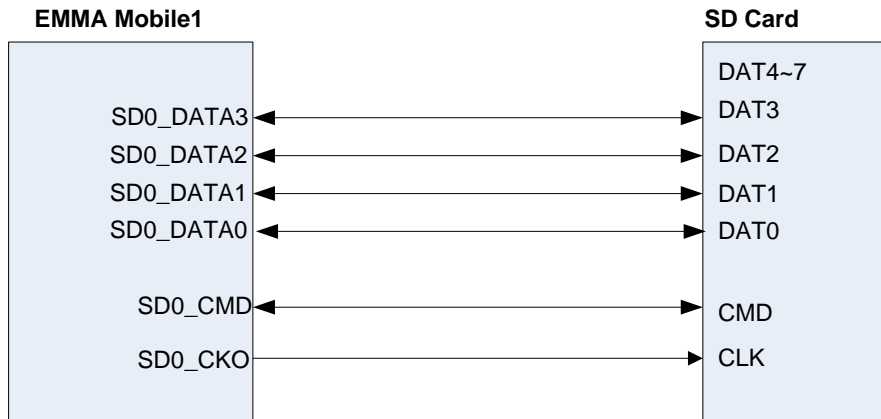 EMMA Mobile1
SD Card
DAT4~7
SD0_DATA3
DAT3
SD0_DATA2
DAT2
SD0_DATA1
DAT1
SD0_DATA0
DAT0
SD0_CMD
CMD
SD0_CKO
CLK